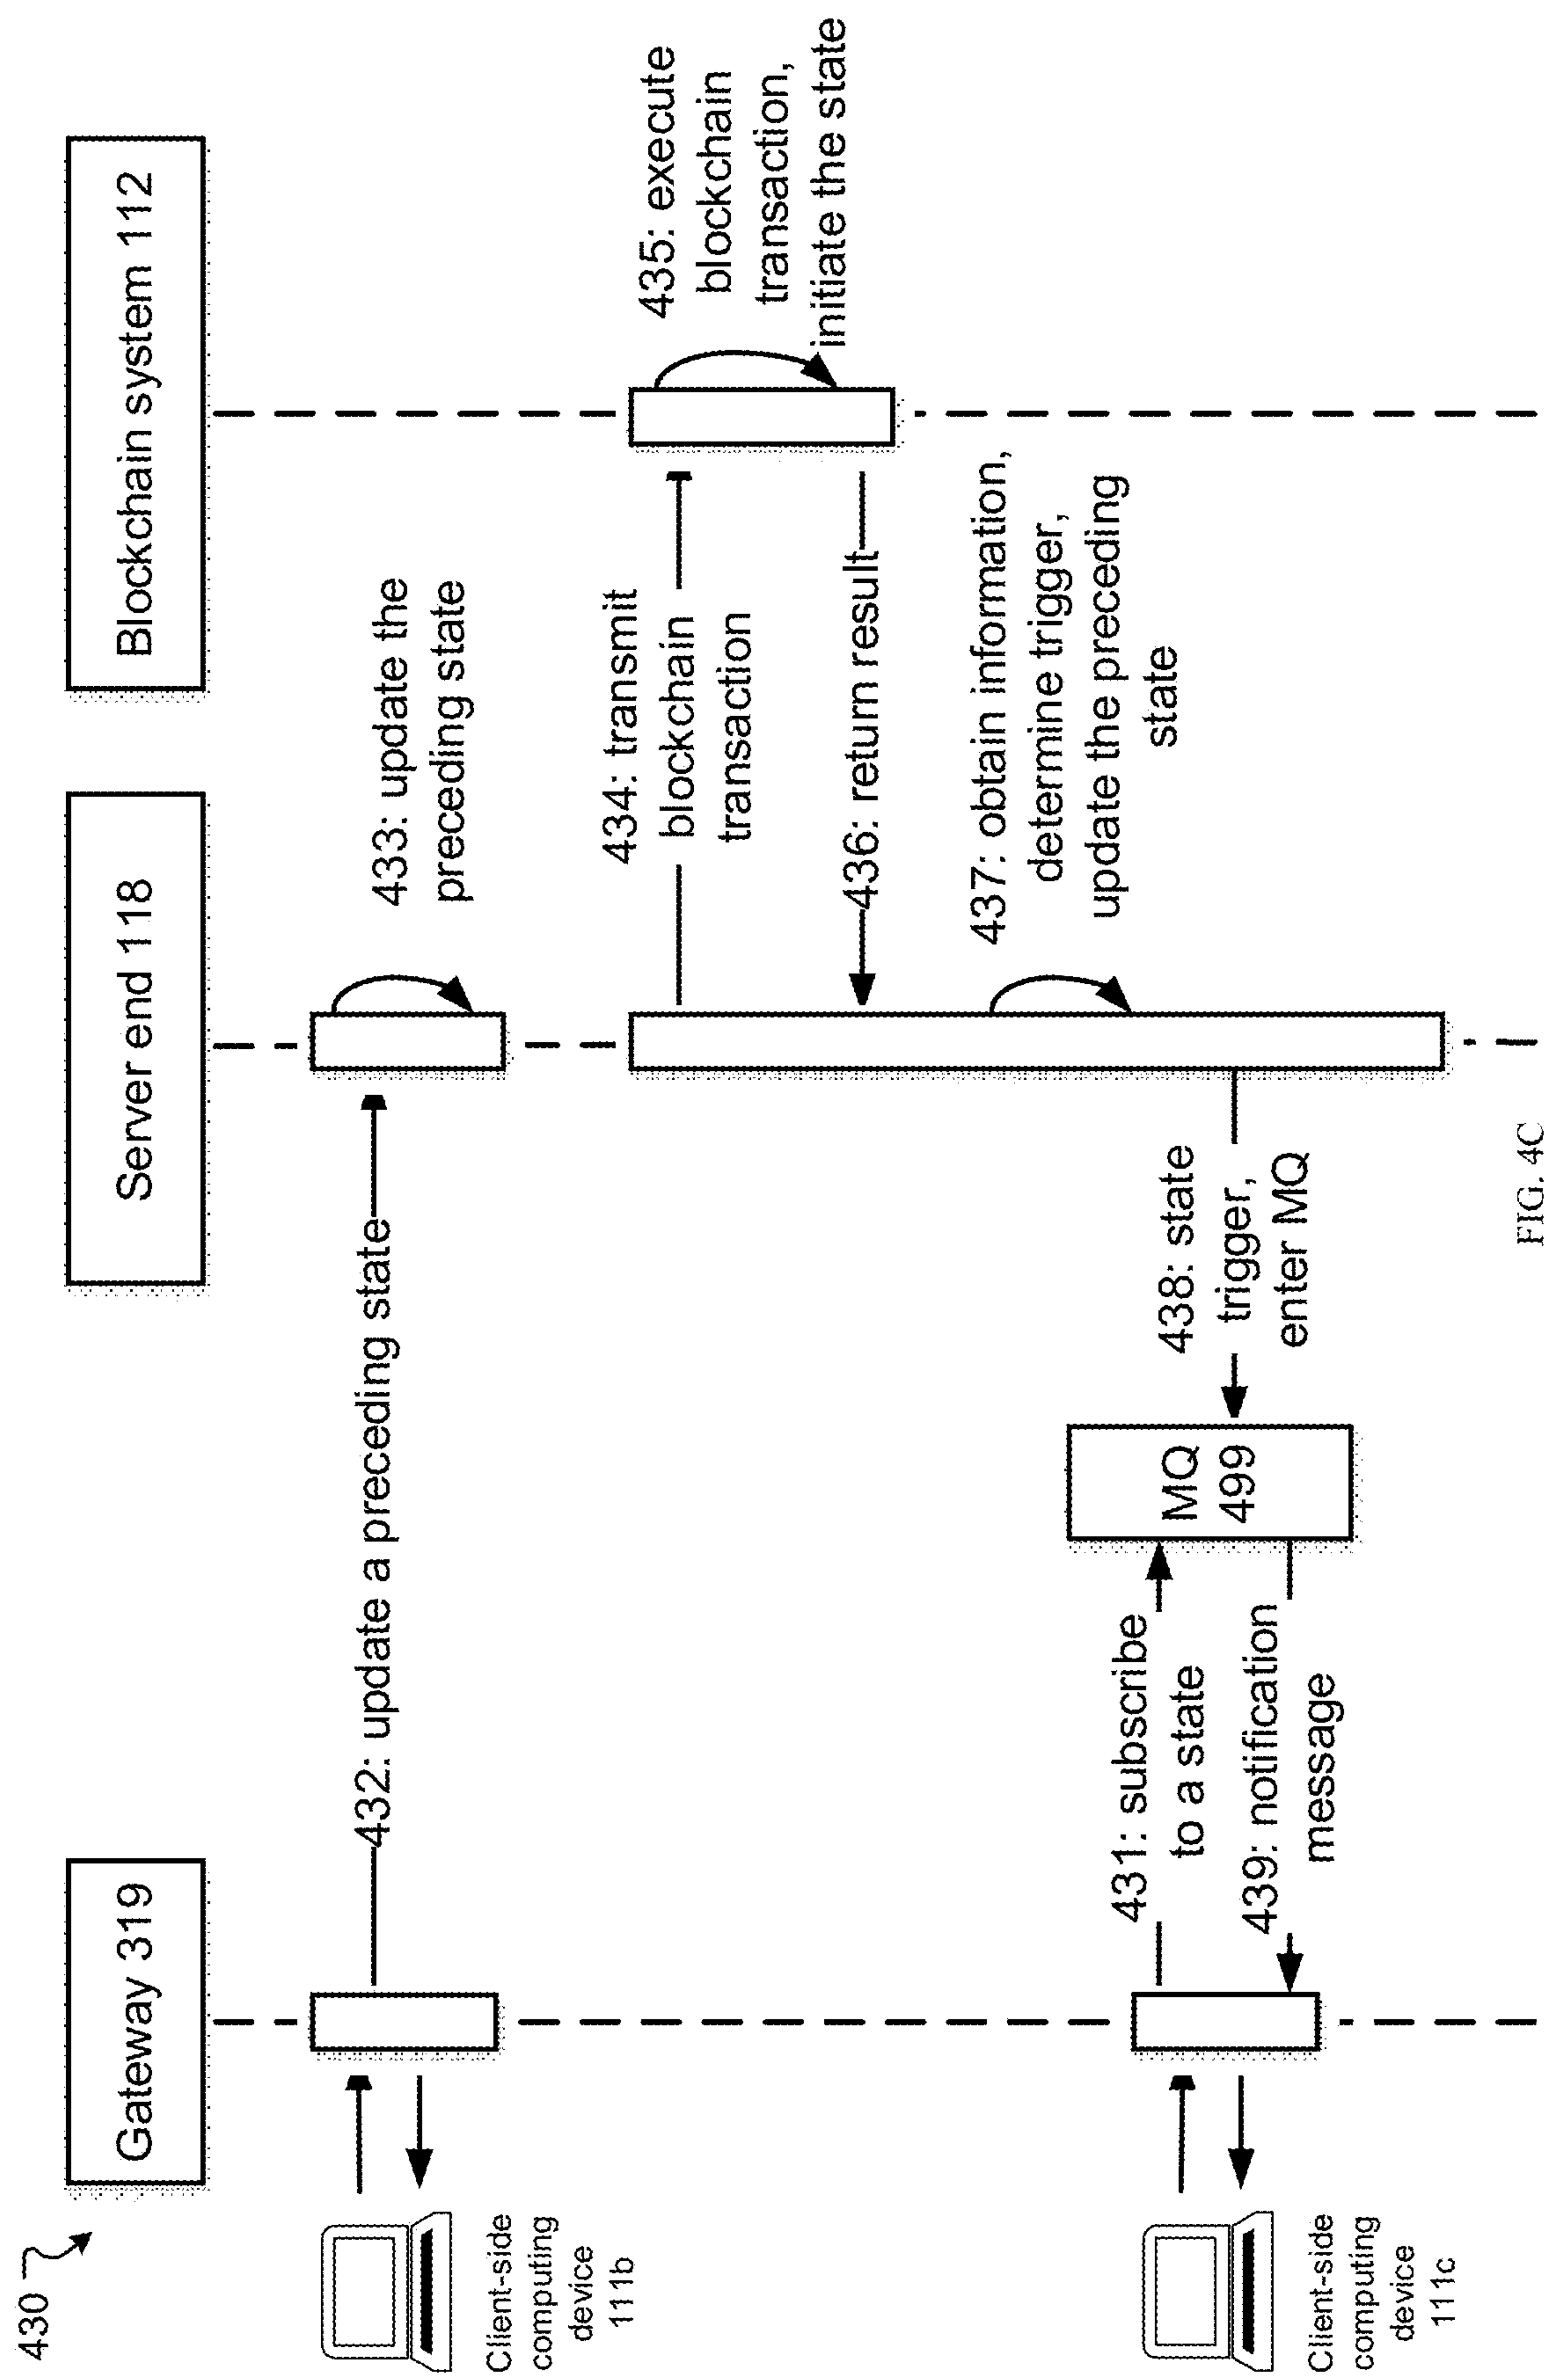 430
Gateway 319
Server end 118
Blockchain system 112
Client-side
computing
device
111b
432: update a preceding state
433: update the
preceding state
434: transmit
blockchain
transaction
435: execute
blockchain
transaction,
initiate the state
436: return result
437: obtain information,
determine trigger,
update the preceding
state
Client-side
computing
device
111c
431: subscribe
to a state
439: notification
message
MQ
499
438: state
trigger,
enter MQ
FIG. 4C